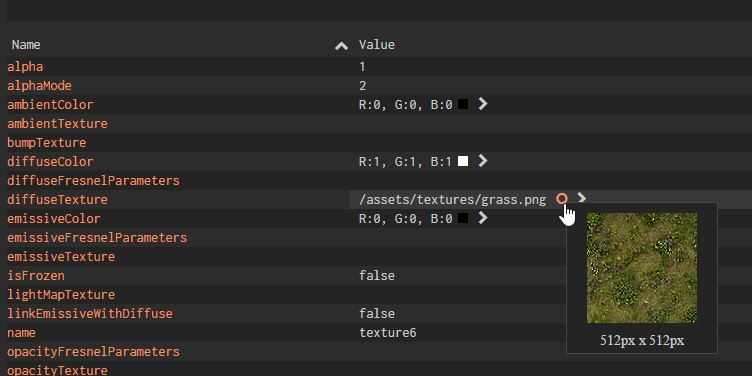 Name Value
alpha 1
alphaMode 2
ambientColor R:0, G:0, B:0
ambientTexture
bumpTexture
diffuseColor R:1, G:1, B:1
diffuseFresnelParameters
diffuseTexture /assets/textures/grass.png
emissiveColor R:0, G:0, B:0
emissiveFresnelParameters
emissiveTexture
isFrozen false
lightMapTexture
linkEmissiveWithDiffuse false
name texture6
512px x 512px
opacityFresnelParameters
opacityTexture